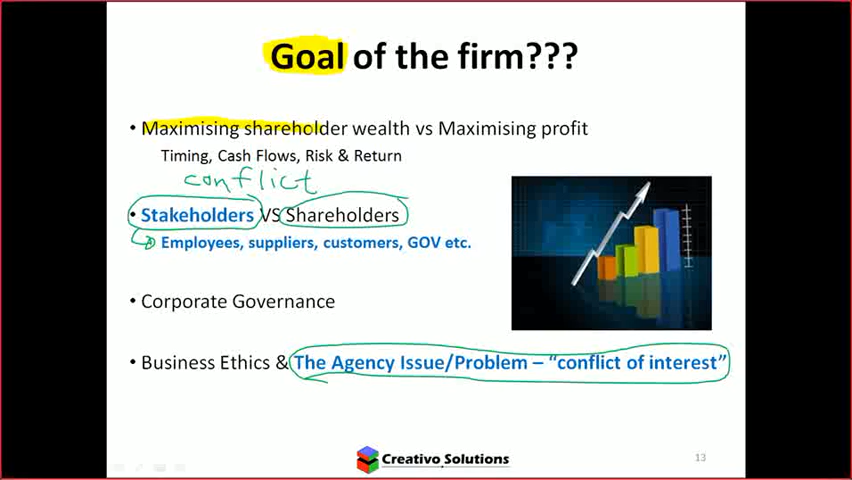 Goal of the firm???
• Maximising shareholder wealth vs Maximising profit
Timing, Cash Flows, Risk & Return
conflict
• Stakeholders VS Shareholders
Employees, suppliers, customers, GOV etc.
• Corporate Governance
• Business Ethics & The Agency Issue/Problem – “conflict of interest”
Creativo Solutions
13